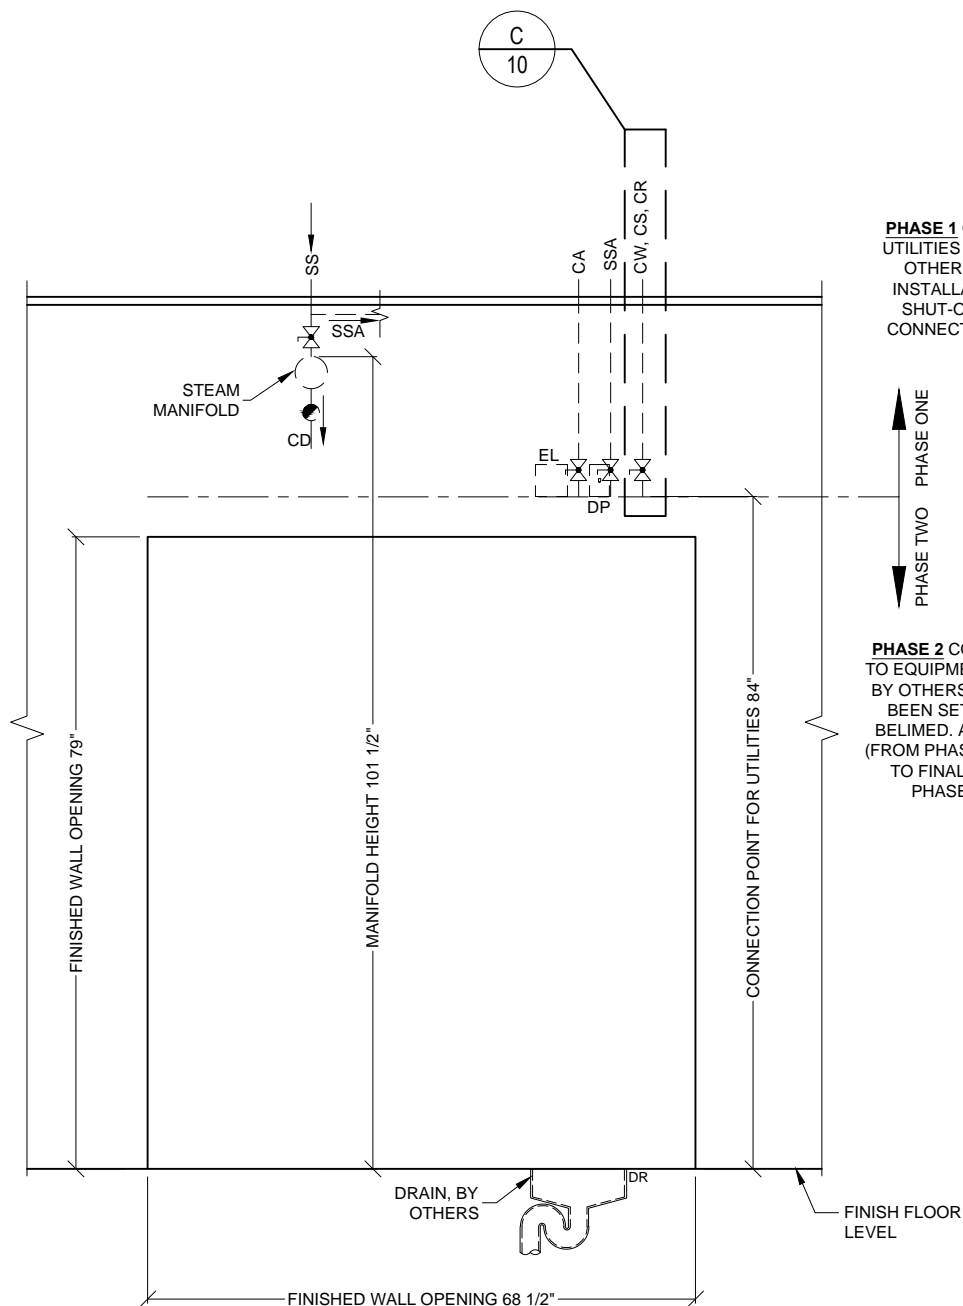 C
10
SS
CA
SSA
CW, CS, CR
PHASE 1
UTILITIES
OTHER
INSTALLA
SHUT-O
CONNECT
SSA
STEAM
MANIFOLD
CD
EL
DP
PHASE ONE
PHASE TWO
PHASE 2 CO
TO EQUIPME
BY OTHERS
BEEN SET
BELIMED. A
(FROM PHAS
TO FINAL
PHASE
FINISHED WALL OPENING 79"
MANIFOLD HEIGHT 101 1/2"
CONNECTION POINT FOR UTILITIES 84"
DRAIN, BY
OTHERS
DR
FINISH FLOOR
LEVEL
FINISHED WALL OPENING 68 1/2"